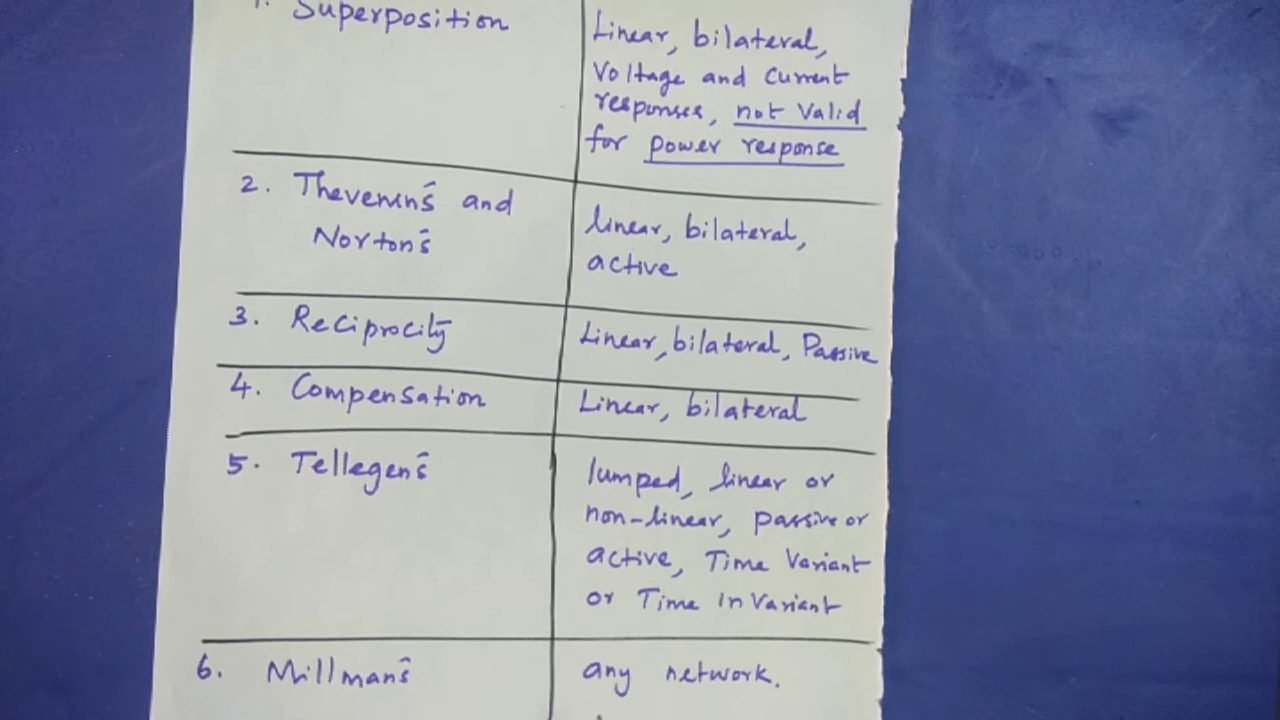 1. Superposition
Linear, bilateral,
Voltage and Current
responses, not Valid
for power response
2. Thevenin's and
Norton's
linear, bilateral,
active
3. Reciprocity
Linear, bilateral, Passive
4. Compensation
Linear, bilateral
5. Tellegen's
lumped, linear or
non-linear, passive or
active, Time Variant
or Time InVariant
6. Millman's
any network.